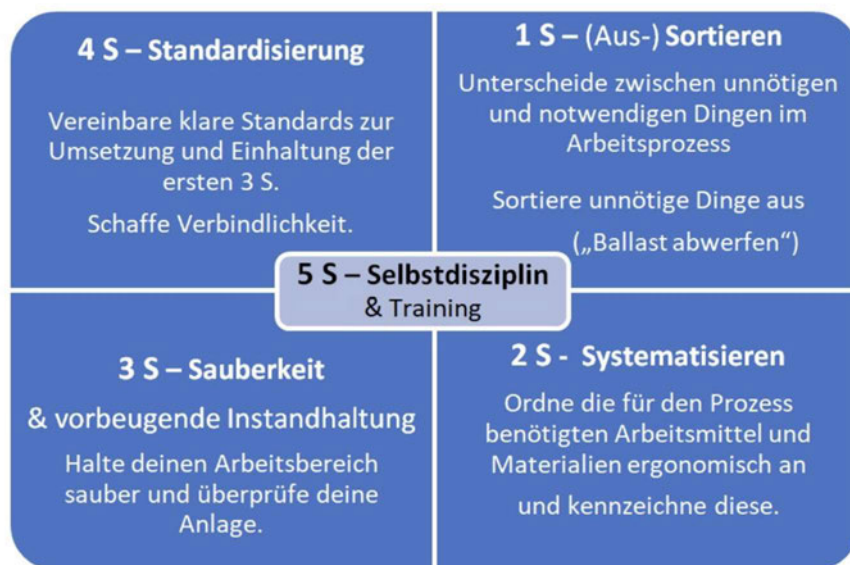 4 S – Standardisierung
Vereinbare klare Standards zur
Umsetzung und Einhaltung der
ersten 3 S.
Schaffe Verbindlichkeit.
1 S – (Aus-) Sortieren
Unterscheide zwischen unnötigen
und notwendigen Dingen im
Arbeitsprozess
Sortiere unnötige Dinge aus
(„Ballast abwerfen“)
5 S – Selbstdisziplin
& Training
3 S – Sauberkeit
& vorbeugende Instandhaltung
Halte deinen Arbeitsbereich
sauber und überprüfe deine
Anlage.
2 S - Systematisieren
Ordne die für den Prozess
benötigten Arbeitsmittel und
Materialien ergonomisch an
und kennzeichne diese.